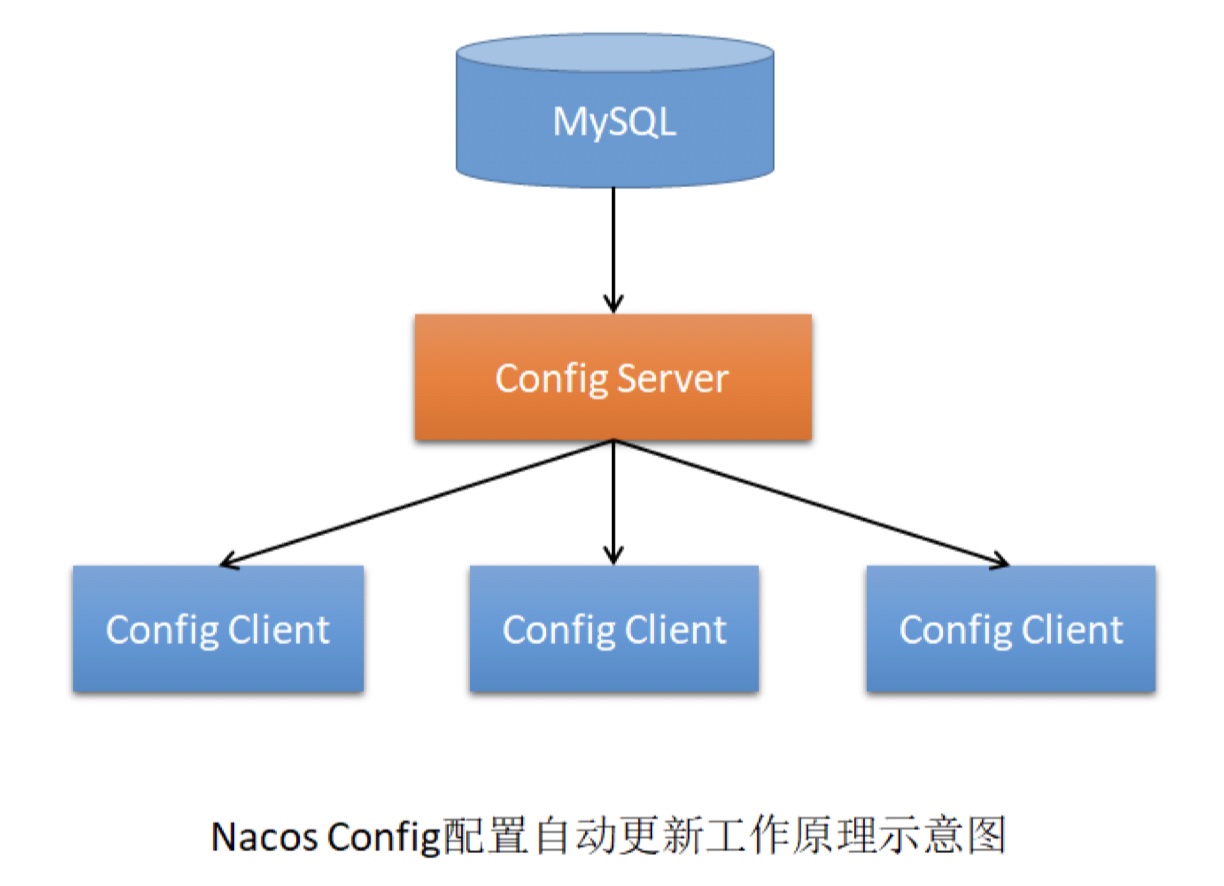 MySQL
Config Server
Config Client
Config Client
Config Client
Nacos Config配置自动更新工作原理示意图